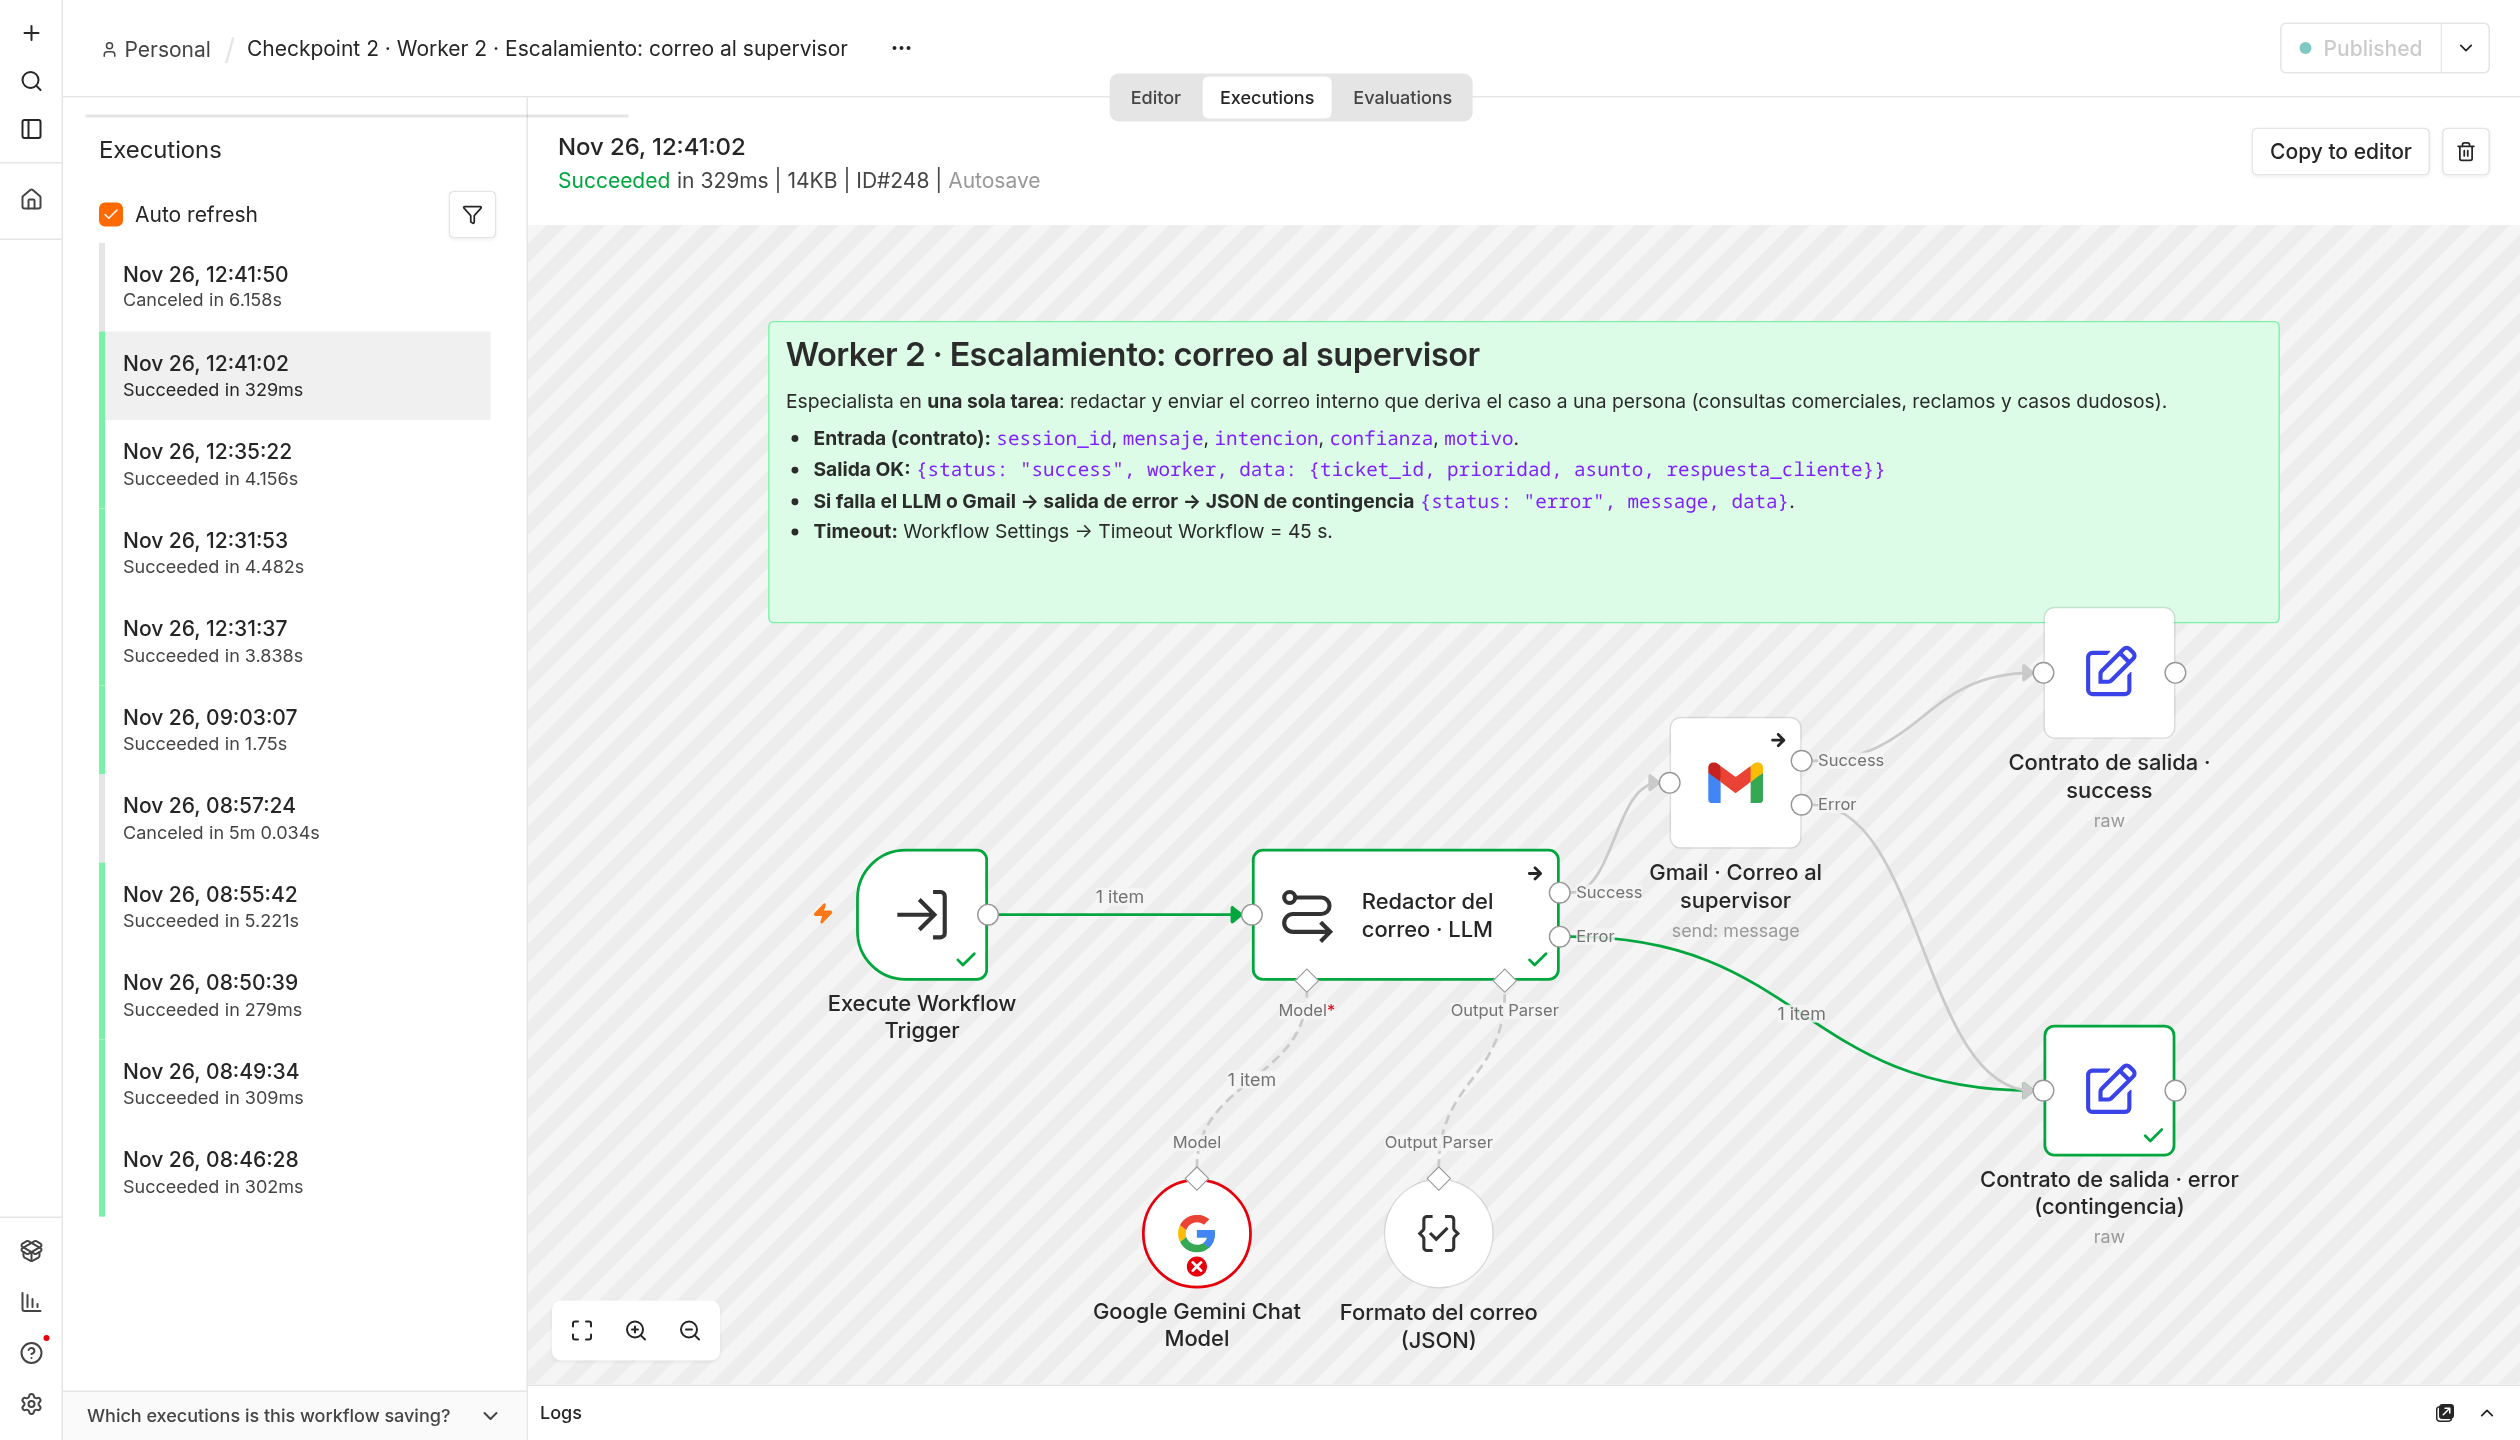 Personal / Checkpoint 2 · Worker 2 · Escalamiento: correo al supervisor ···
Published
Editor
Executions
Evaluations
Executions
Auto refresh
Nov 26, 12:41:50
Canceled in 6.158s
Nov 26, 12:41:02
Succeeded in 329ms
Nov 26, 12:35:22
Succeeded in 4.156s
Nov 26, 12:31:53
Succeeded in 4.482s
Nov 26, 12:31:37
Succeeded in 3.838s
Nov 26, 09:03:07
Succeeded in 1.75s
Nov 26, 08:57:24
Canceled in 5m 0.034s
Nov 26, 08:55:42
Succeeded in 5.221s
Nov 26, 08:50:39
Succeeded in 279ms
Nov 26, 08:49:34
Succeeded in 309ms
Nov 26, 08:46:28
Succeeded in 302ms
Which executions is this workflow saving?
Nov 26, 12:41:02
Succeeded in 329ms | 14KB | ID#248 | Autosave
Copy to editor
Worker 2 · Escalamiento: correo al supervisor
Especialista en una sola tarea: redactar y enviar el correo interno que deriva el caso a una persona (consultas comerciales, reclamos y casos dudosos).
• Entrada (contrato): session_id, mensaje, intencion, confianza, motivo.
• Salida OK: {status: "success", worker, data: {ticket_id, prioridad, asunto, respuesta_cliente}}
• Si falla el LLM o Gmail → salida de error → JSON de contingencia {status: "error", message, data}.
• Timeout: Workflow Settings → Timeout Workflow = 45 s.
Execute Workflow
Trigger
1 item
Redactor del
correo · LLM
Success
Error
Model*
Output Parser
1 item
Model
Output Parser
Google Gemini Chat
Model
Formato del correo
(JSON)
Gmail · Correo al
supervisor
send: message
Success
Error
1 item
Contrato de salida ·
success
raw
Contrato de salida · error
(contingencia)
raw
Logs